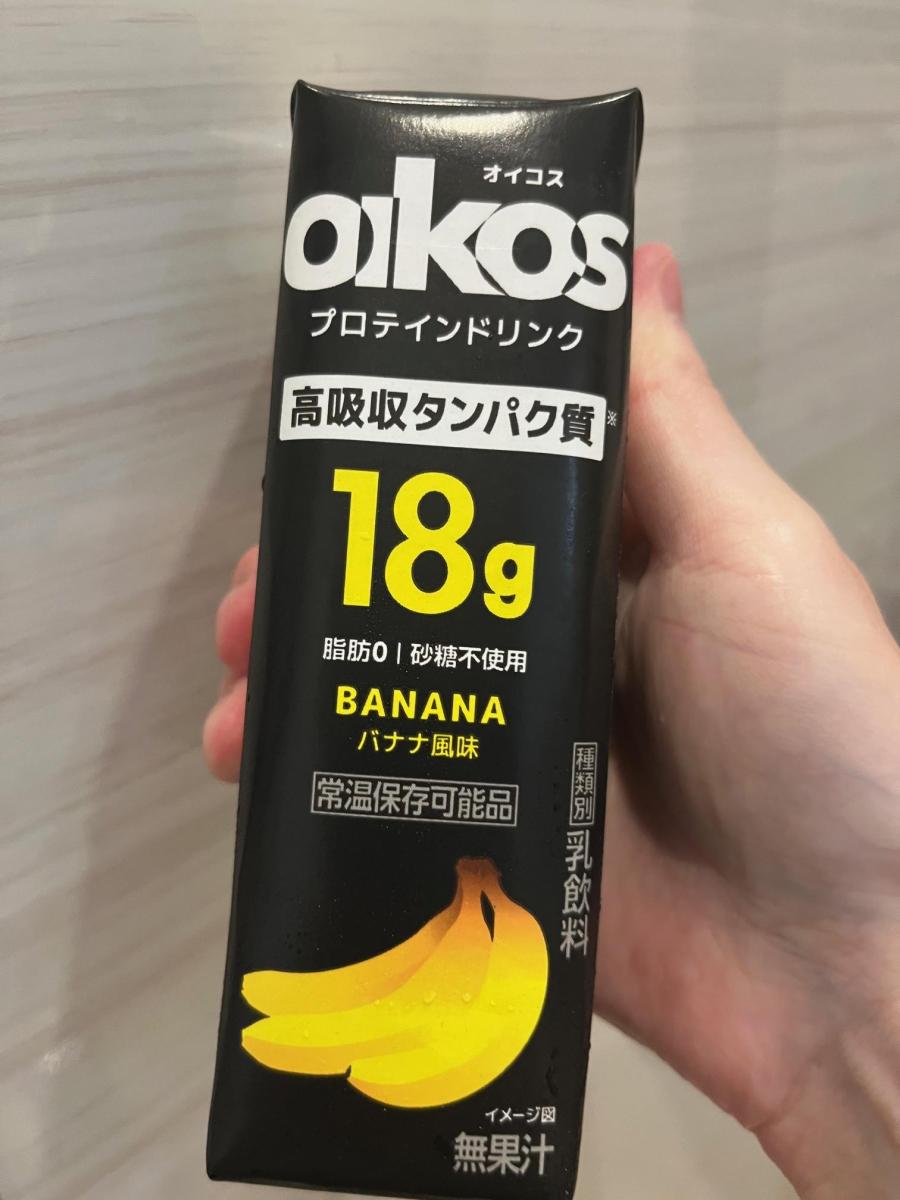 オイコス
oikos
プロテインドリンク
高吸収タンパク質※
18g
脂肪0|砂糖不使用
BANANA
バナナ風味
常温保存可能品
種類別 乳飲料
イメージ図
無果汁